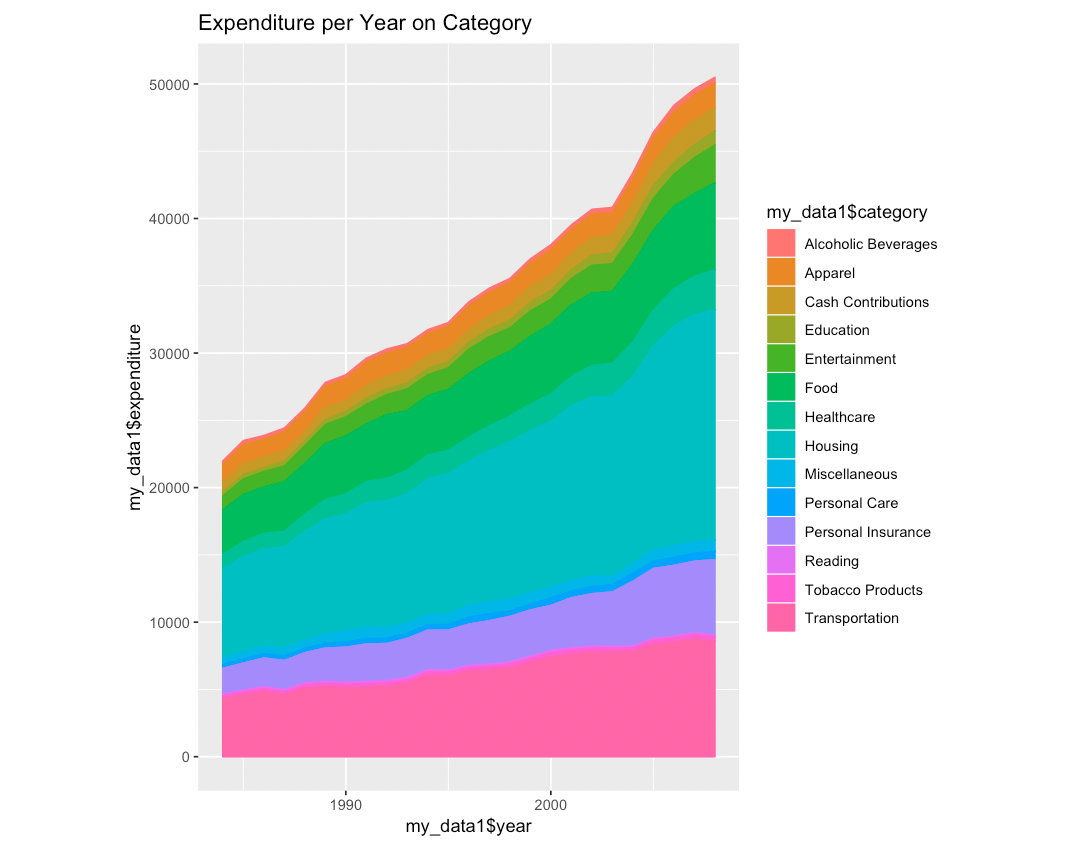 Expenditure per Year on Category
50000
40000
30000
20000
10000
0
my_data1$expenditure
1990
2000
my_data1$year
my_data1$category
Alcoholic Beverages
Apparel
Cash Contributions
Education
Entertainment
Food
Healthcare
Housing
Miscellaneous
Personal Care
Personal Insurance
Reading
Tobacco Products
Transportation